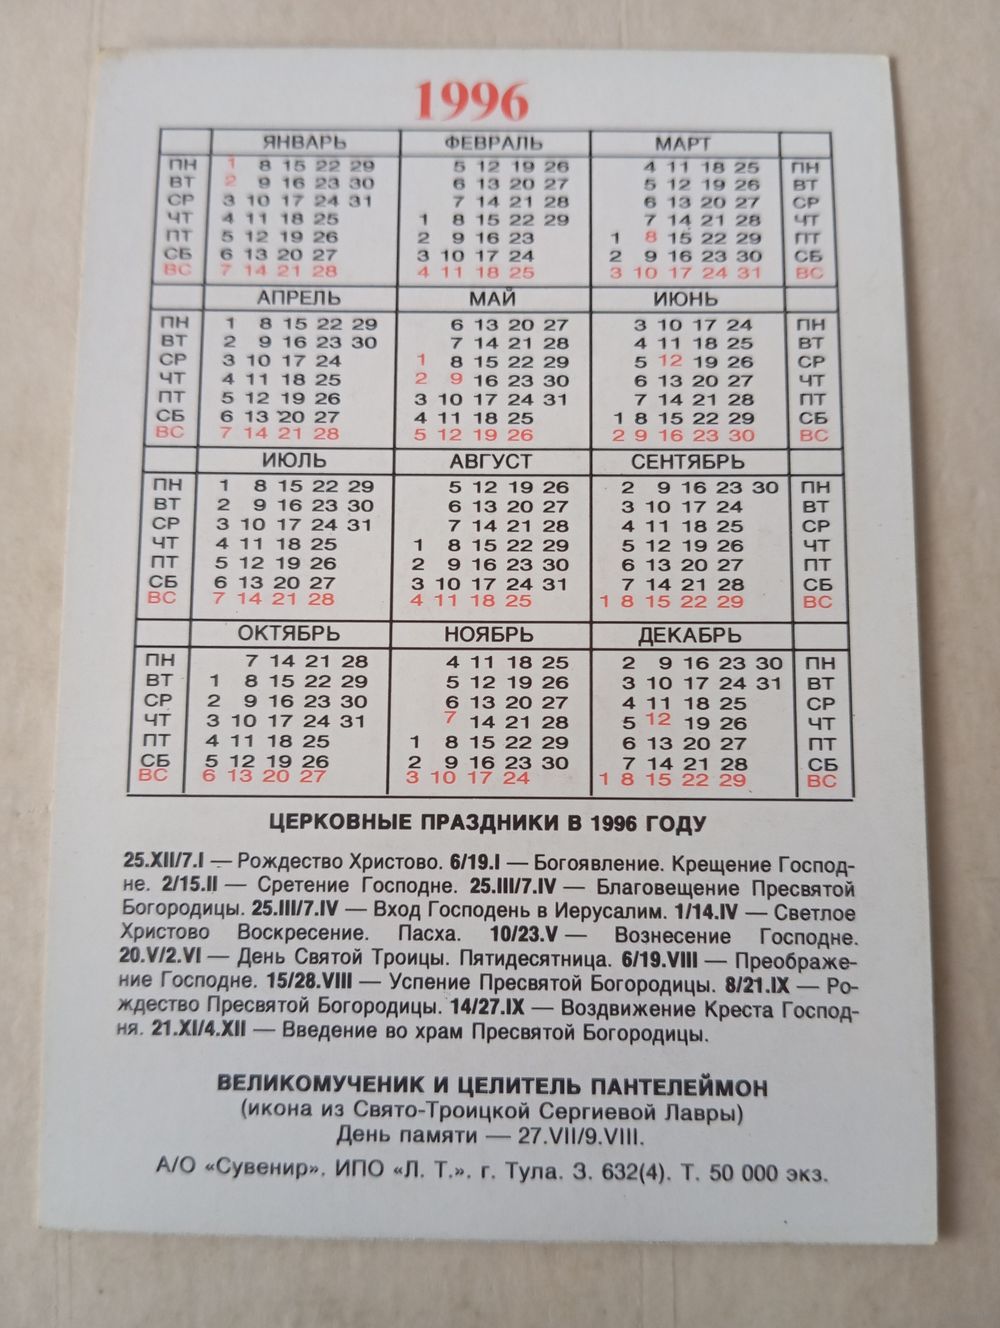 1996
ЯНВАРЬ ФЕВРАЛЬ МАРТ
ПН 1 8 15 22 29 5 12 19 26 4 11 18 25 ПН
ВТ 2 9 16 23 30 6 13 20 27 5 12 19 26 ВТ
СР 3 10 17 24 31 7 14 21 28 6 13 20 27 СР
ЧТ 4 11 18 25 1 8 15 22 29 7 14 21 28 ЧТ
ПТ 5 12 19 26 2 9 16 23 1 8 15 22 29 ПТ
СБ 6 13 20 27 3 10 17 24 2 9 16 23 30 СБ
ВС 7 14 21 28 4 11 18 25 3 10 17 24 31 ВС
АПРЕЛЬ МАЙ ИЮНЬ
ПН 1 8 15 22 29 6 13 20 27 3 10 17 24 ПН
ВТ 2 9 16 23 30 7 14 21 28 4 11 18 25 ВТ
СР 3 10 17 24 1 8 15 22 29 5 12 19 26 СР
ЧТ 4 11 18 25 2 9 16 23 30 6 13 20 27 ЧТ
ПТ 5 12 19 26 3 10 17 24 31 7 14 21 28 ПТ
СБ 6 13 20 27 4 11 18 25 1 8 15 22 29 СБ
ВС 7 14 21 28 5 12 19 26 2 9 16 23 30 ВС
ИЮЛЬ АВГУСТ СЕНТЯБРЬ
ПН 1 8 15 22 29 5 12 19 26 2 9 16 23 30 ПН
ВТ 2 9 16 23 30 6 13 20 27 3 10 17 24 ВТ
СР 3 10 17 24 31 7 14 21 28 4 11 18 25 СР
ЧТ 4 11 18 25 1 8 15 22 29 5 12 19 26 ЧТ
ПТ 5 12 19 26 2 9 16 23 30 6 13 20 27 ПТ
СБ 6 13 20 27 3 10 17 24 31 7 14 21 28 СБ
ВС 7 14 21 28 4 11 18 25 1 8 15 22 29 ВС
ОКТЯБРЬ НОЯБРЬ ДЕКАБРЬ
ПН 7 14 21 28 4 11 18 25 2 9 16 23 30 ПН
ВТ 1 8 15 22 29 5 12 19 26 3 10 17 24 31 ВТ
СР 2 9 16 23 30 6 13 20 27 4 11 18 25 СР
ЧТ 3 10 17 24 31 7 14 21 28 5 12 19 26 ЧТ
ПТ 4 11 18 25 1 8 15 22 29 6 13 20 27 ПТ
СБ 5 12 19 26 2 9 16 23 30 7 14 21 28 СБ
ВС 6 13 20 27 3 10 17 24 1 8 15 22 29 ВС
ЦЕРКОВНЫЕ ПРАЗДНИКИ В 1996 ГОДУ
25.XII/7.I — Рождество Христово. 6/19.I — Богоявление. Крещение Господ-
не. 2/15.II — Сретение Господне. 25.III/7.IV — Благовещение Пресвятой
Богородицы. 25.III/7.IV — Вход Господень в Иерусалим. 1/14.IV — Светлое
Христово Воскресение. Пасха. 10/23.V — Вознесение Господне.
20.V/2.VI — День Святой Троицы. Пятидесятница. 6/19.VIII — Преображе-
ние Господне. 15/28.VIII — Успение Пресвятой Богородицы. 8/21.IX — Ро-
ждество Пресвятой Богородицы. 14/27.IX — Воздвижение Креста Господ-
ня. 21.XI/4.XII — Введение во храм Пресвятой Богородицы.
ВЕЛИКОМУЧЕНИК И ЦЕЛИТЕЛЬ ПАНТЕЛЕЙМОН
(икона из Свято-Троицкой Сергиевой Лавры)
День памяти — 27.VII/9.VIII.
А/О «Сувенир». ИПО «Л. Т.». г. Тула. З. 632(4). Т. 50 000 экз.